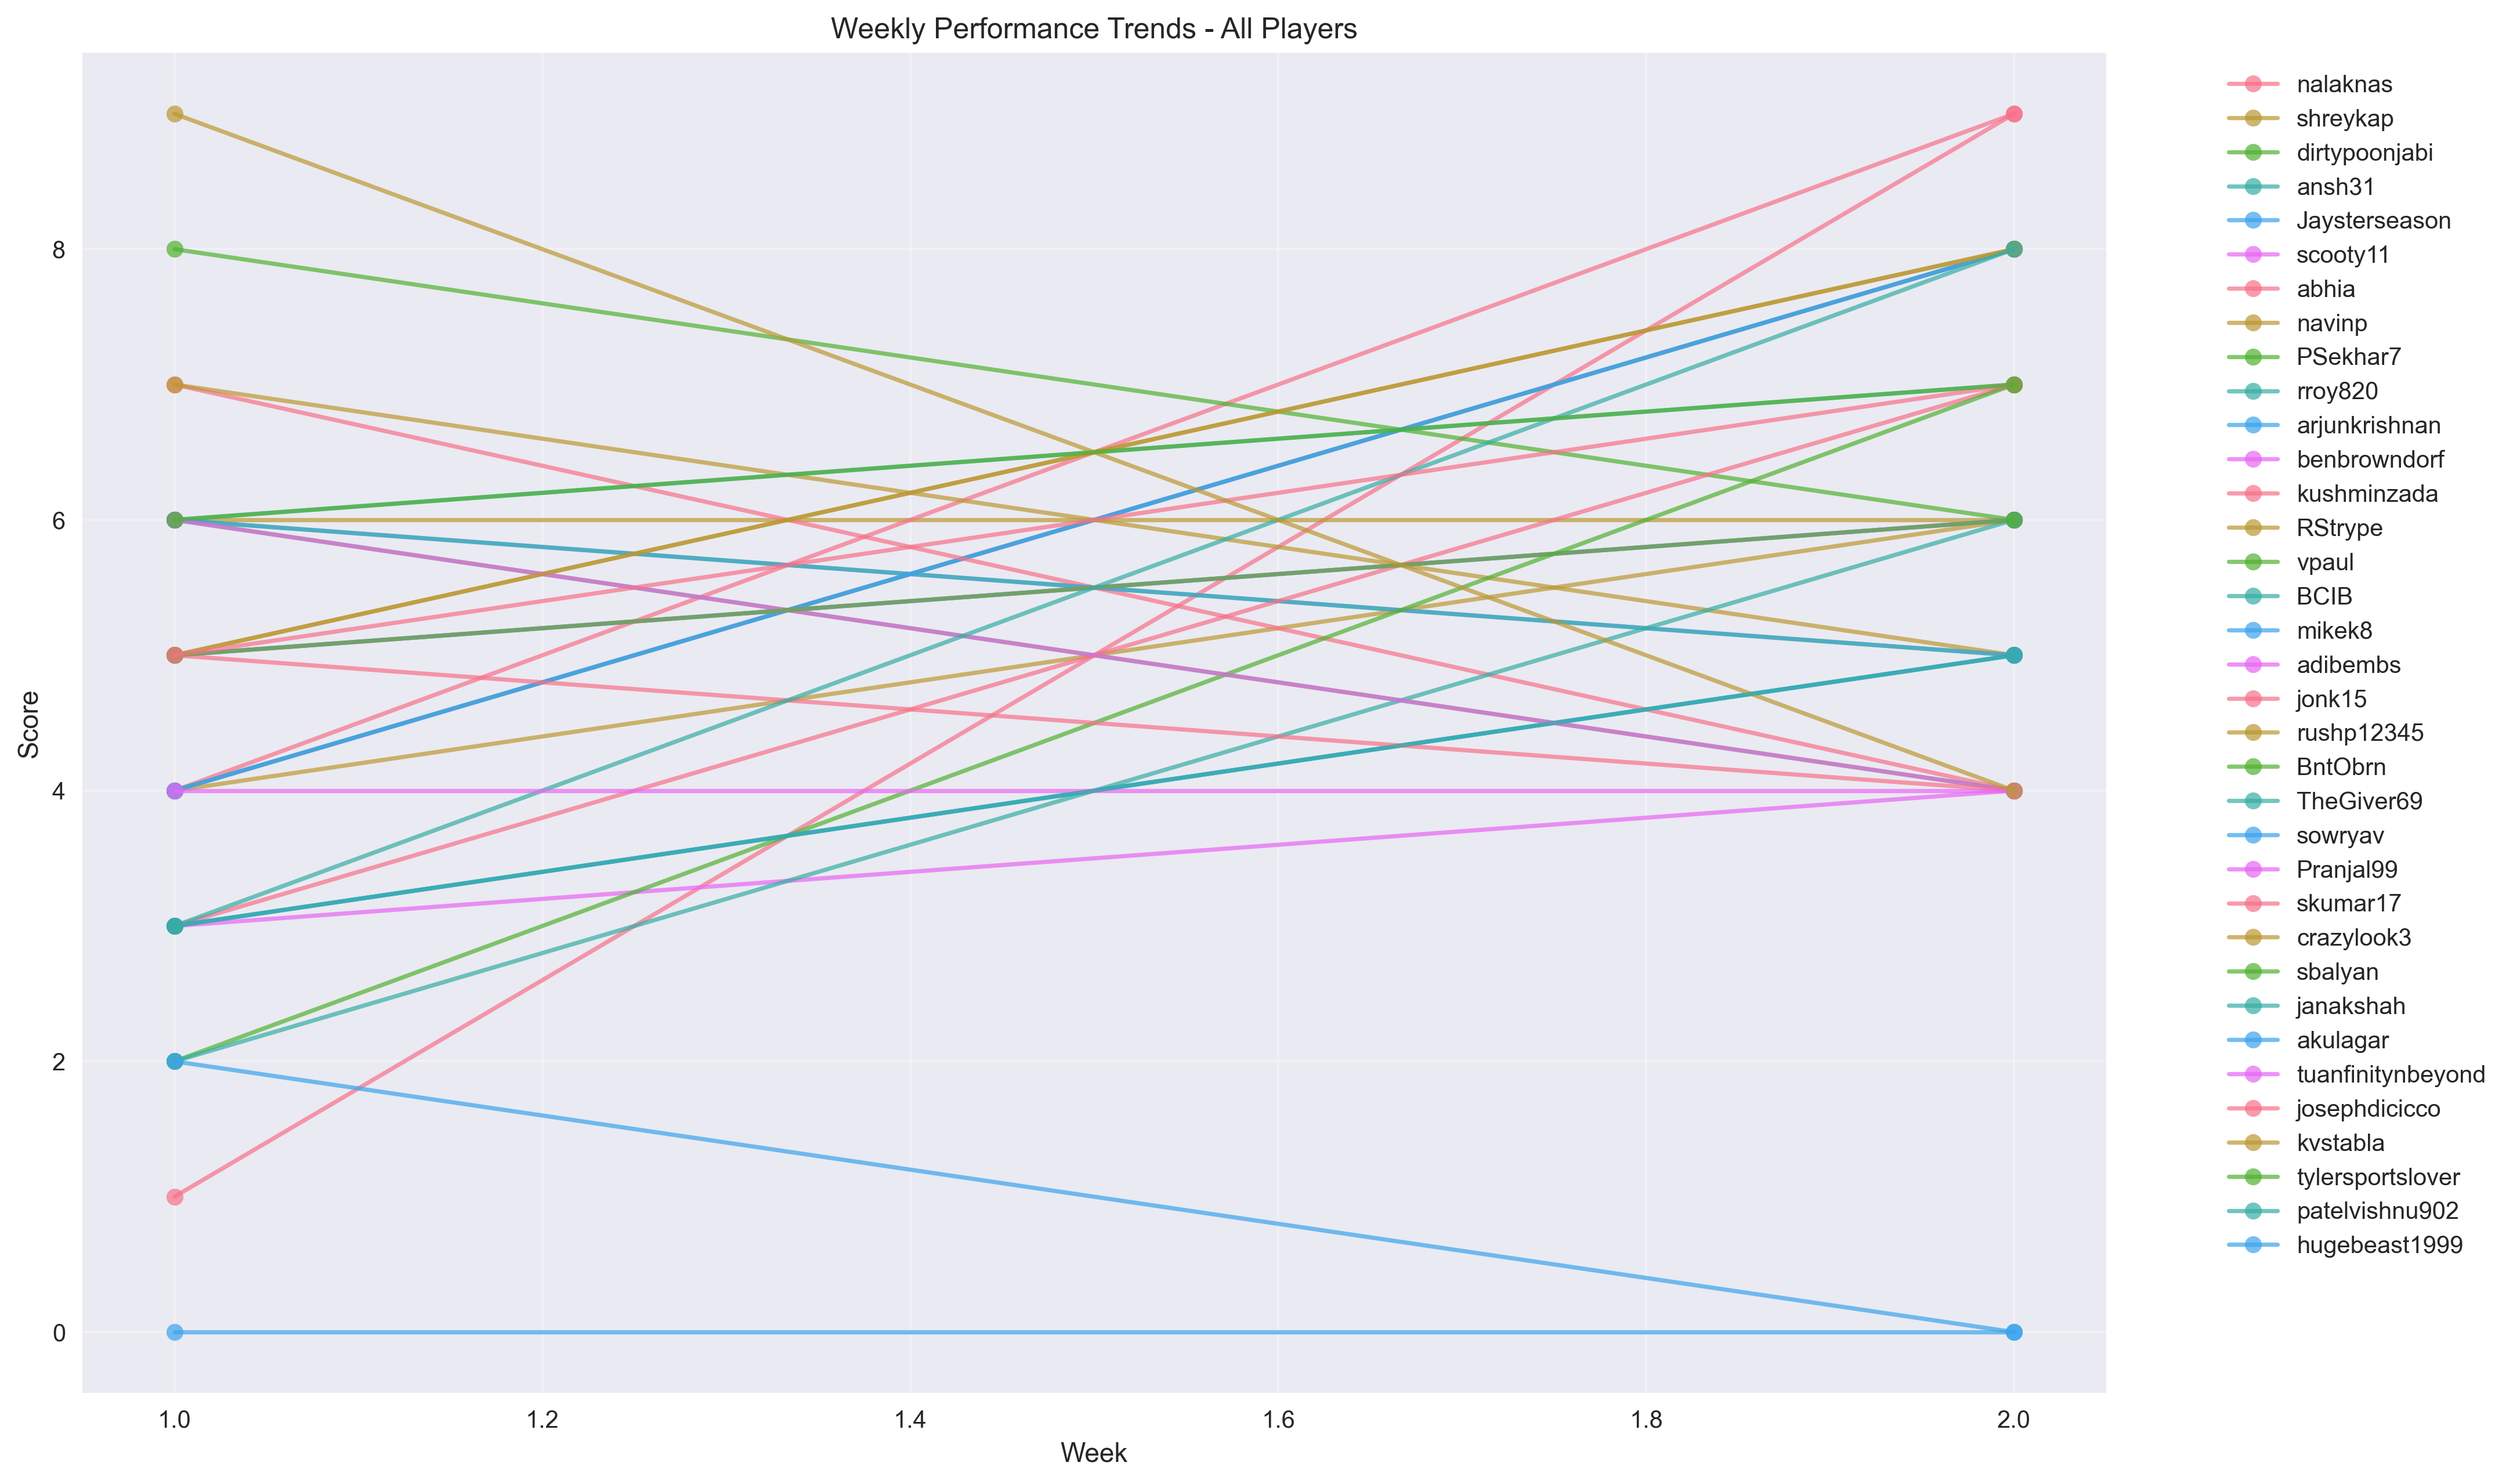 Weekly Performance Trends - All Players
Score
8
6
4
2
0
1.0
1.2
1.4
1.6
1.8
2.0
Week
nalaknas
shreykap
dirtypoonjabi
ansh31
Jaysterseason
scooty11
abhia
navinp
PSekhar7
rroy820
arjunkrishnan
benbrowndorf
kushminzada
RStrype
vpaul
BCIB
mikek8
adibembs
jonk15
rushp12345
BntObrn
TheGiver69
sowryav
Pranjal99
skumar17
crazylook3
sbalyan
janakshah
akulagar
tuanfinitynbeyond
josephdicicco
kvstabla
tylersportslover
patelvishnu902
hugebeast1999